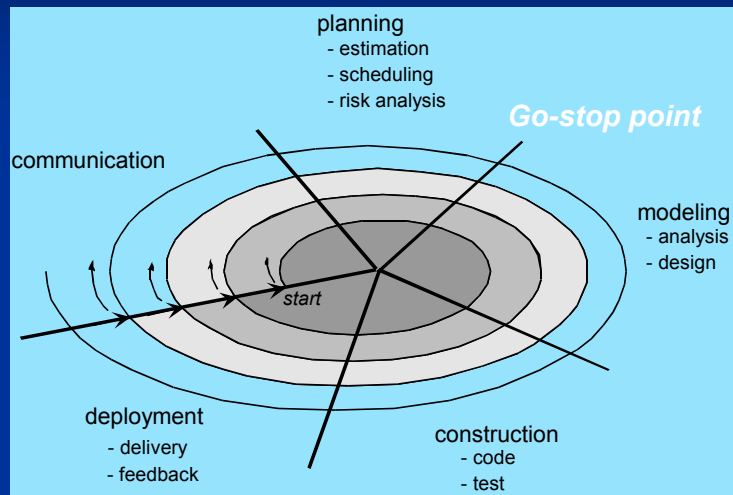 planning
- estimation
- scheduling
- risk analysis
Go-stop point
communication
modeling
- analysis
- design
start
deployment
- delivery
- feedback
construction
- code
- test